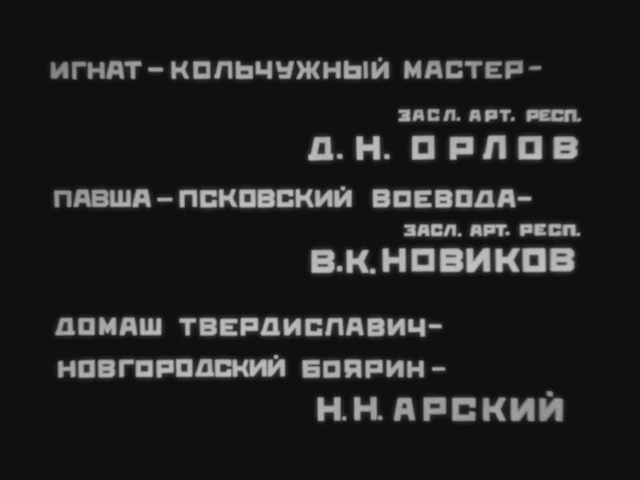 ИГНАТ – КОЛЬЧУЖНЫЙ МАСТЕР –
ЗАСЛ. АРТ. РЕСП.
Д. Н. ОРЛОВ
ПАВША – ПСКОВСКИЙ ВОЕВОДА –
ЗАСЛ. АРТ. РЕСП.
В.К. НОВИКОВ
ДОМАШ ТВЕРДИСЛАВИЧ –
НОВГОРОДСКИЙ БОЯРИН –
Н. Н. АРСКИЙ